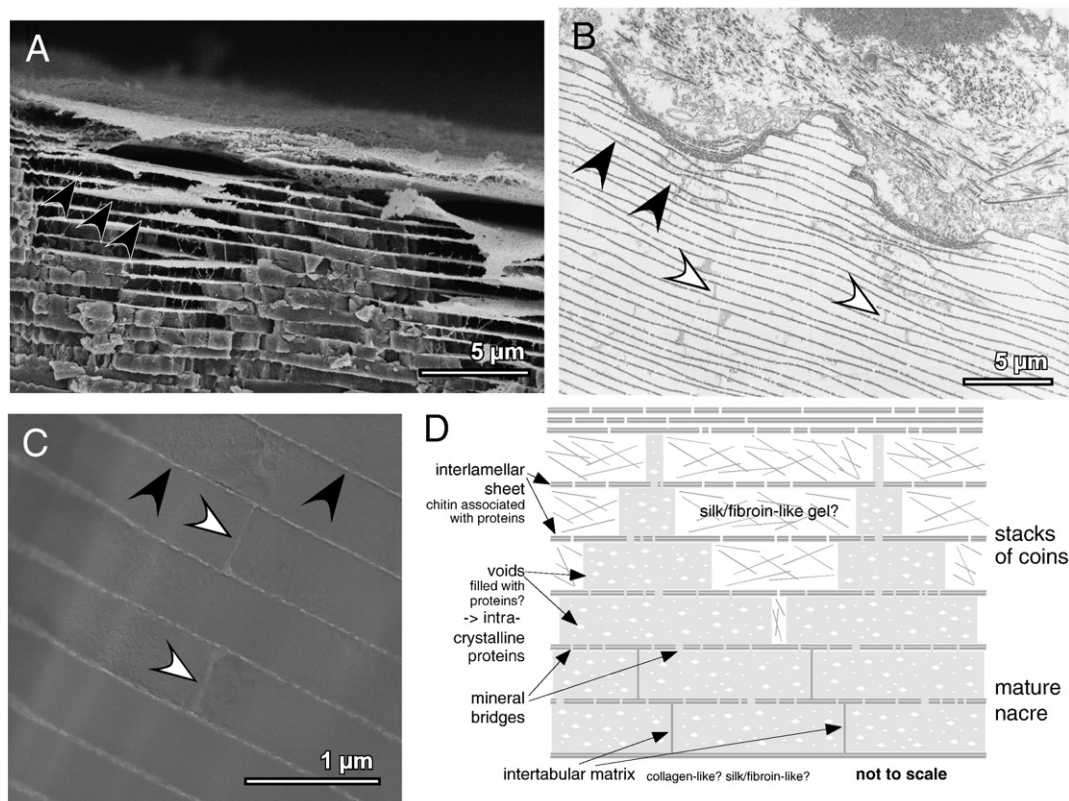 A
5 µm
B
5 µm
C
1 µm
D
interlamellar
sheet
chitin associated
with proteins
silk/fibroin-like gel?
stacks
of coins
voids
filled with
proteins?
-> intra-
crystalline
proteins
mineral
bridges
mature
nacre
intertabular matrix
collagen-like? silk/fibroin-like?
not to scale